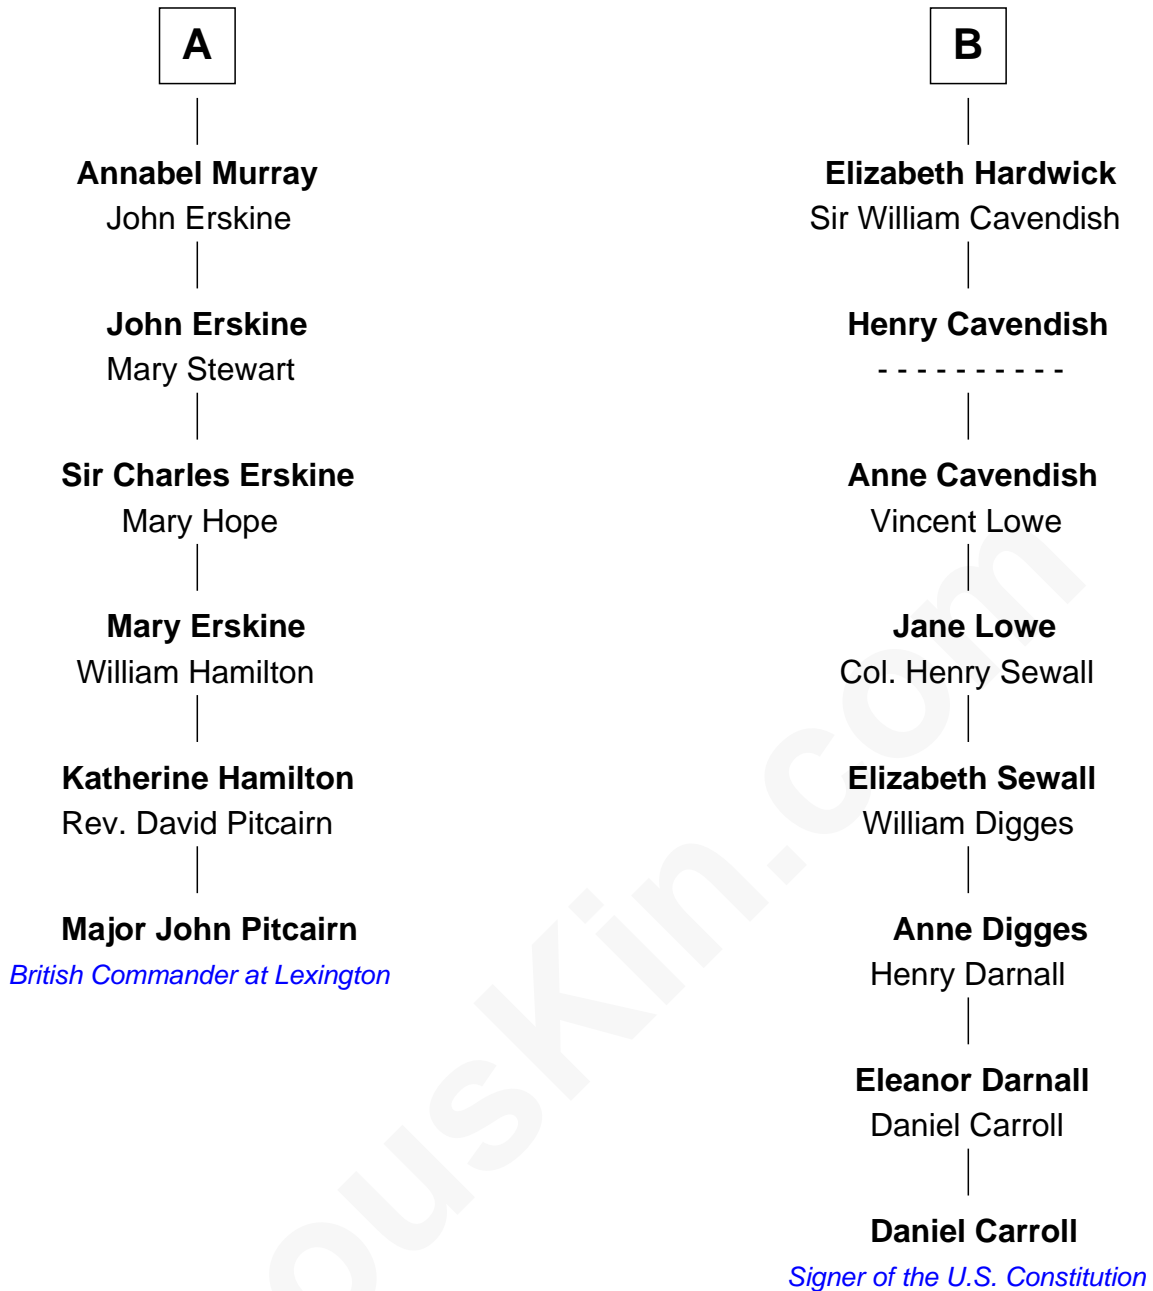 A
Annabel Murray
John Erskine
John Erskine
Mary Stewart
Sir Charles Erskine
Mary Hope
Mary Erskine
William Hamilton
Katherine Hamilton
Rev. David Pitcairn
Major John Pitcairn
British Commander at Lexington
B
Elizabeth Hardwick
Sir William Cavendish
Henry Cavendish
- - - - - - - - - -
Anne Cavendish
Vincent Lowe
Jane Lowe
Col. Henry Sewall
Elizabeth Sewall
William Digges
Anne Digges
Henry Darnall
Eleanor Darnall
Daniel Carroll
Daniel Carroll
Signer of the U.S. Constitution
ousKin.com